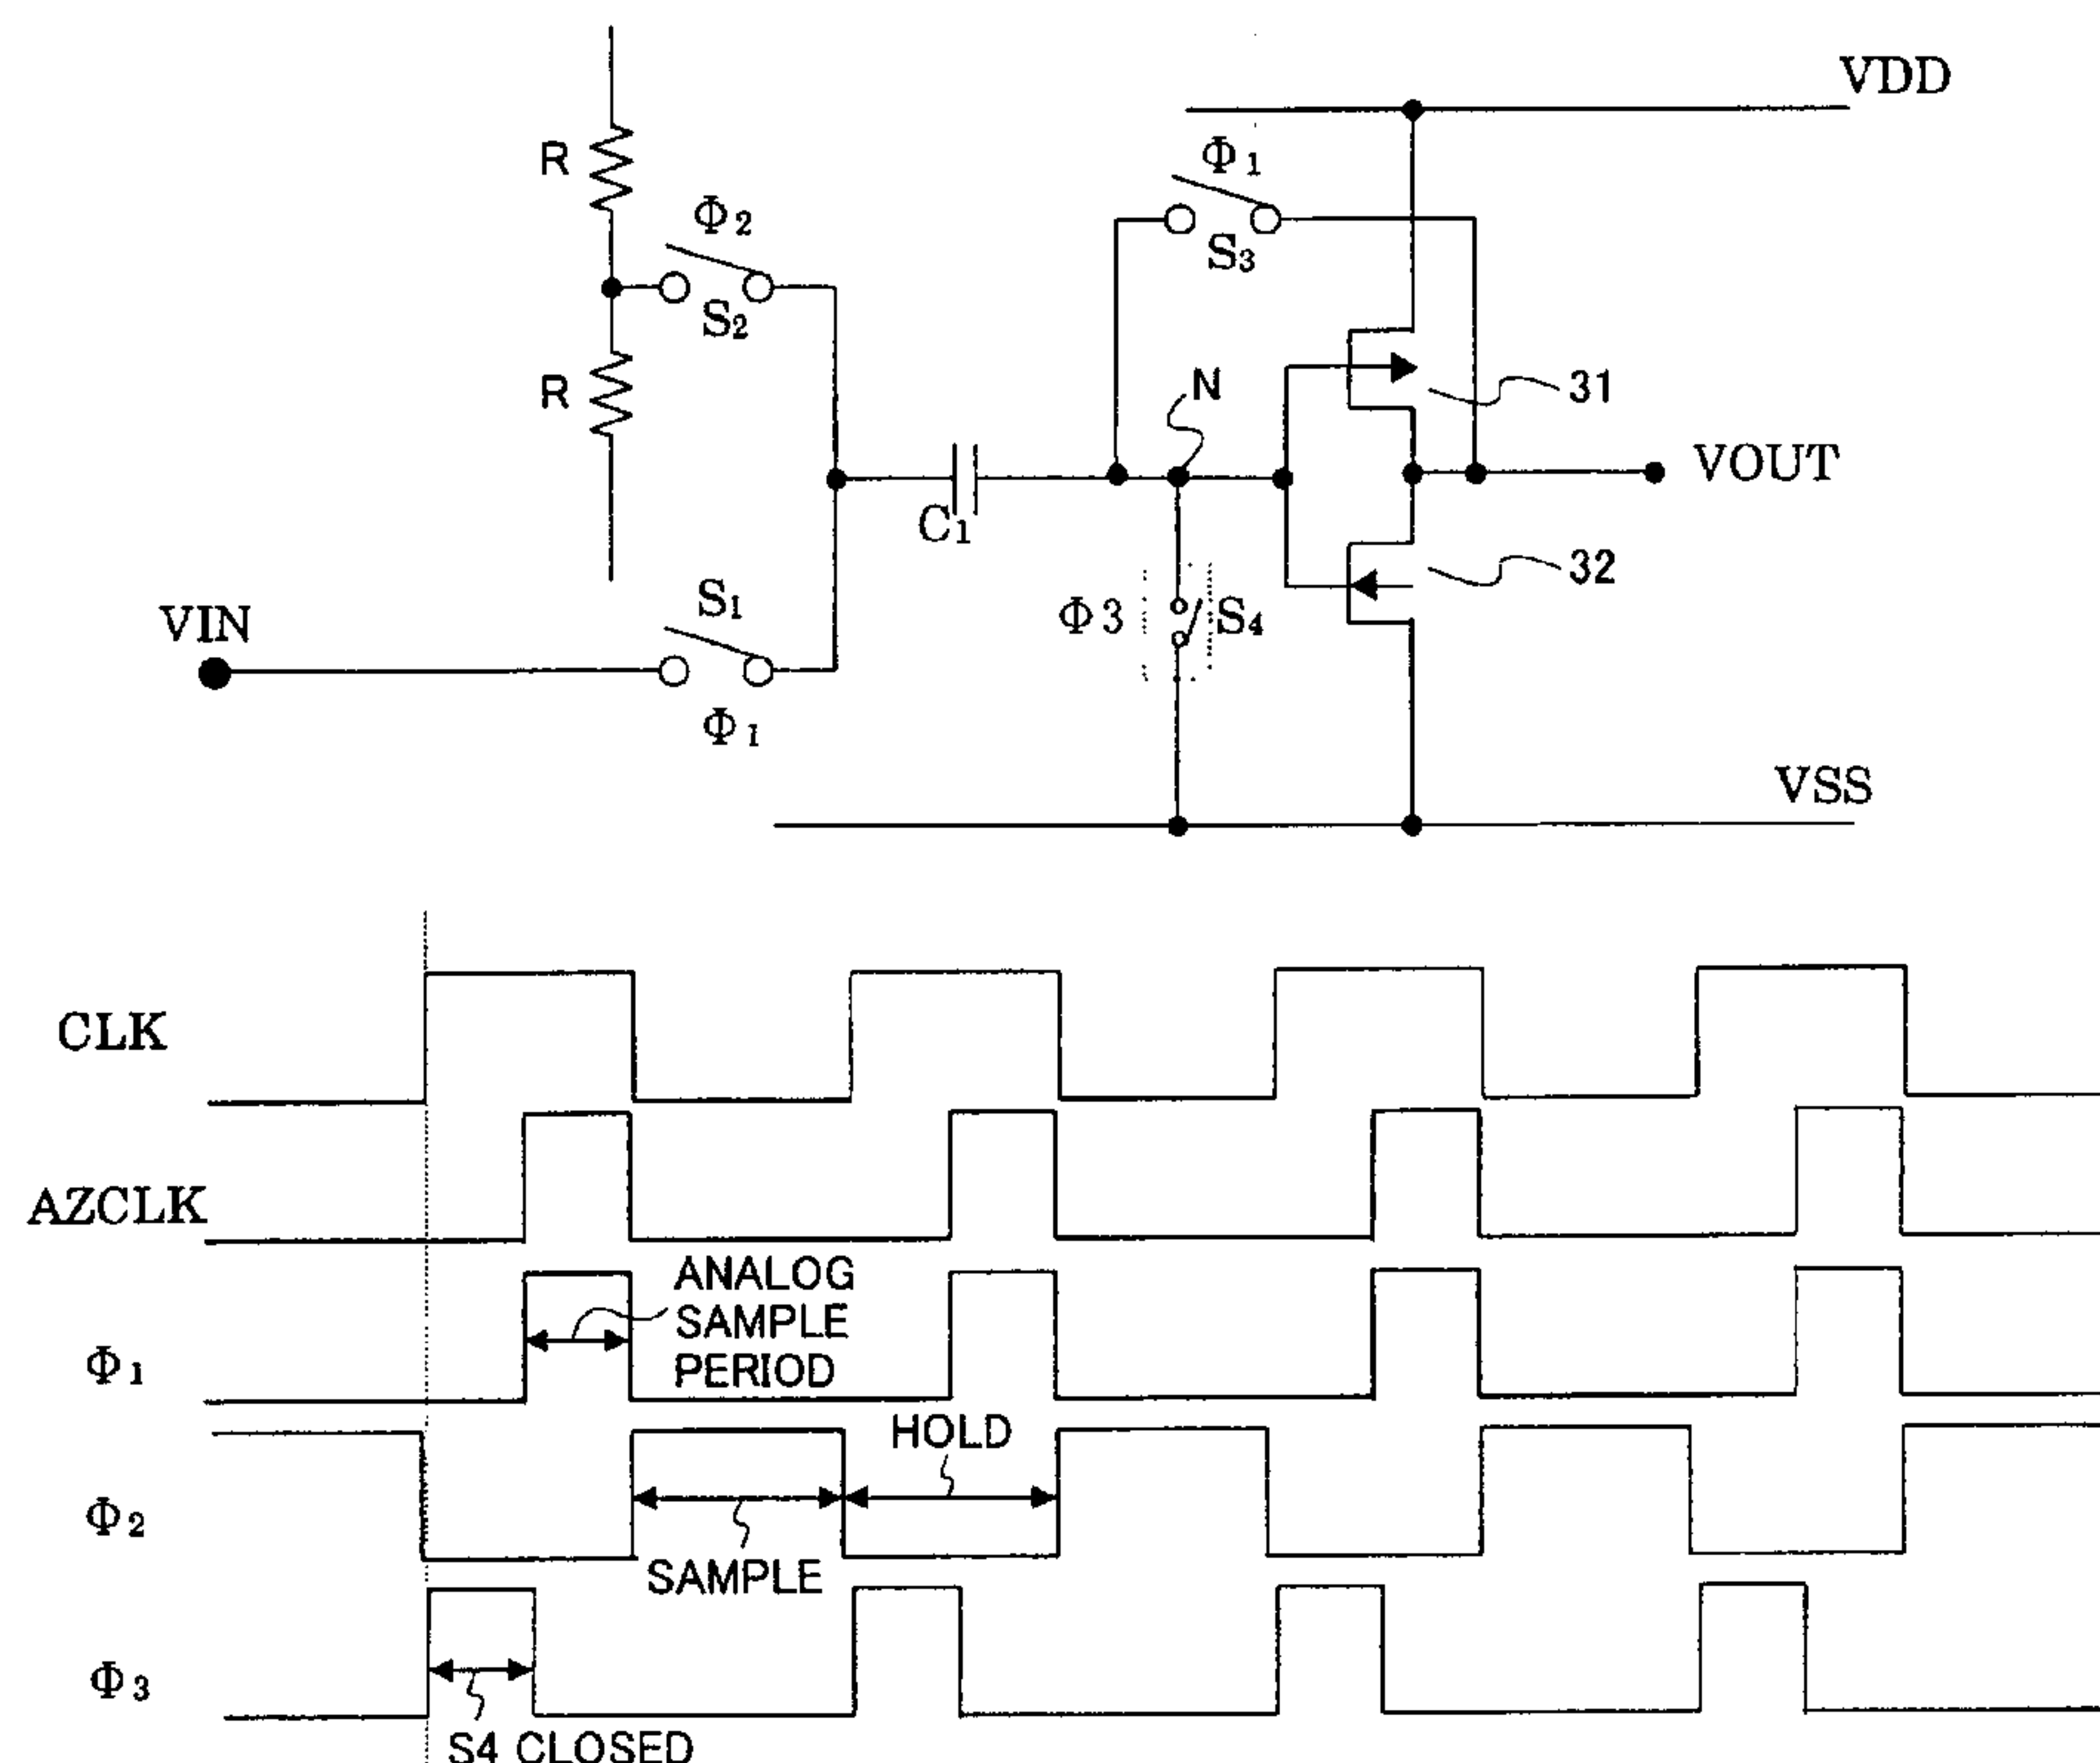 VDD
Φ1
R
Φ2
S3
S2
N
R
31
VOUT
C1
32
S1
Φ3
S4
VIN
Φ1
VSS
CLK
AZCLK
ANALOG
SAMPLE
PERIOD
Φ1
HOLD
Φ2
SAMPLE
Φ3
S4 CLOSED